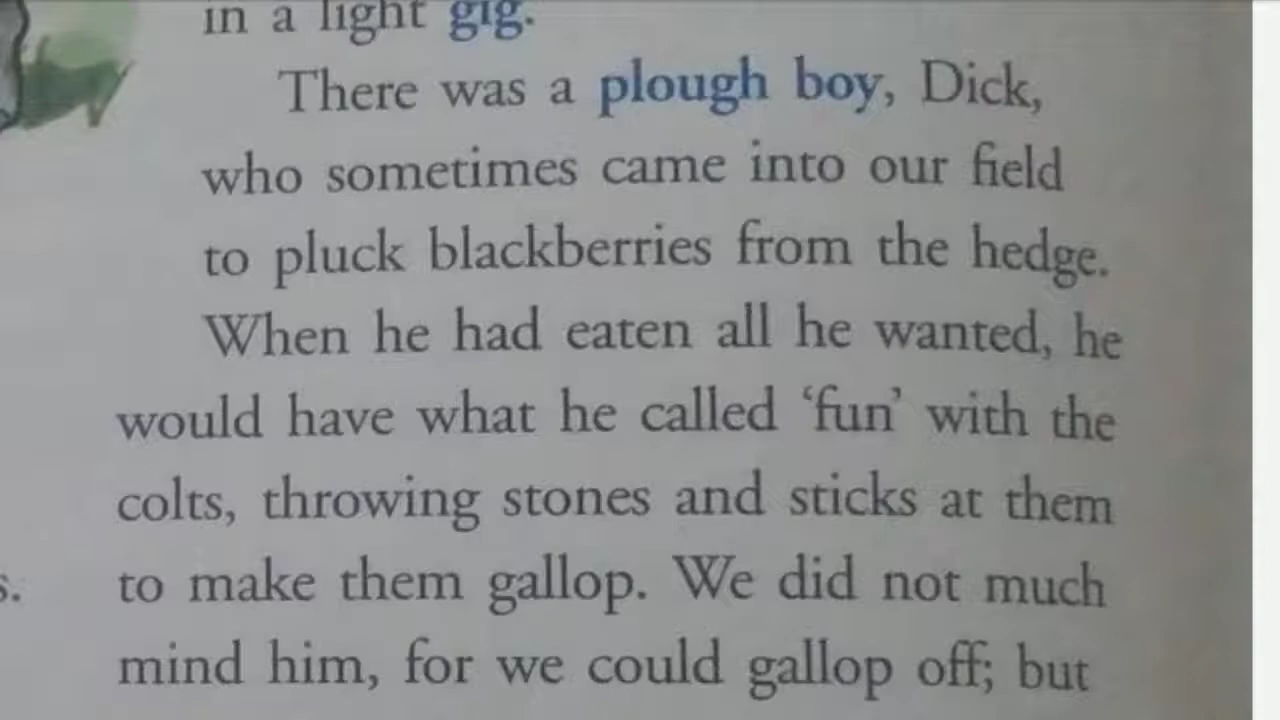 in a light gig.
There was a plough boy, Dick,
who sometimes came into our field
to pluck blackberries from the hedge.
When he had eaten all he wanted, he
would have what he called ‘fun’ with the
colts, throwing stones and sticks at them
s. to make them gallop. We did not much
mind him, for we could gallop off; but